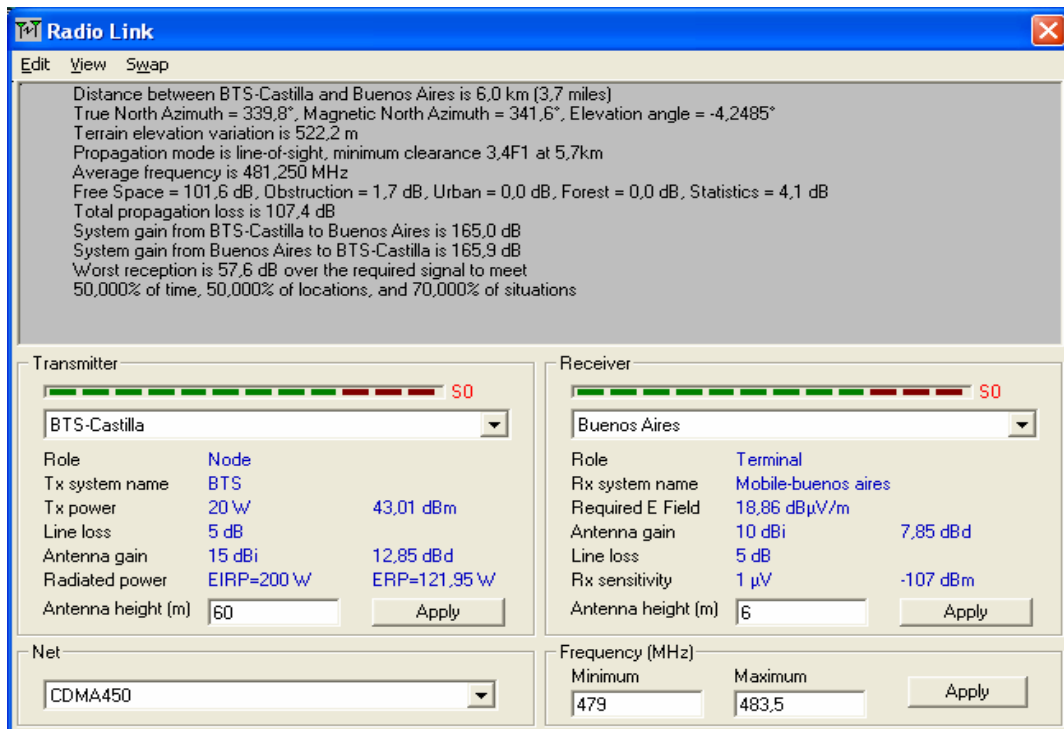 Radio Link
Edit View Swap
Distance between BTS-Castilla and Buenos Aires is 6,0 km (3,7 miles)
True North Azimuth = 339,8°, Magnetic North Azimuth = 341,6°, Elevation angle = -4,2485°
Terrain elevation variation is 522,2 m
Propagation mode is line-of-sight, minimum clearance 3,4F1 at 5,7km
Average frequency is 481,250 MHz
Free Space = 101,6 dB, Obstruction = 1,7 dB, Urban = 0,0 dB, Forest = 0,0 dB, Statistics = 4,1 dB
Total propagation loss is 107,4 dB
System gain from BTS-Castilla to Buenos Aires is 165,0 dB
System gain from Buenos Aires to BTS-Castilla is 165,9 dB
Worst reception is 57,6 dB over the required signal to meet
50,000% of time, 50,000% of locations, and 70,000% of situations
Transmitter
S0
BTS-Castilla
Role Node
Tx system name BTS
Tx power 20 W 43,01 dBm
Line loss 5 dB
Antenna gain 15 dBi 12,85 dBd
Radiated power EIRP=200 W ERP=121,95 W
Antenna height (m) 60 Apply
Receiver
S0
Buenos Aires
Role Terminal
Rx system name Mobile-buenos aires
Required E Field 18,86 dBµV/m
Antenna gain 10 dBi 7,85 dBd
Line loss 5 dB
Rx sensitivity 1 µV -107 dBm
Antenna height (m) 6 Apply
Net
CDMA450
Frequency (MHz)
Minimum Maximum
479 483,5 Apply